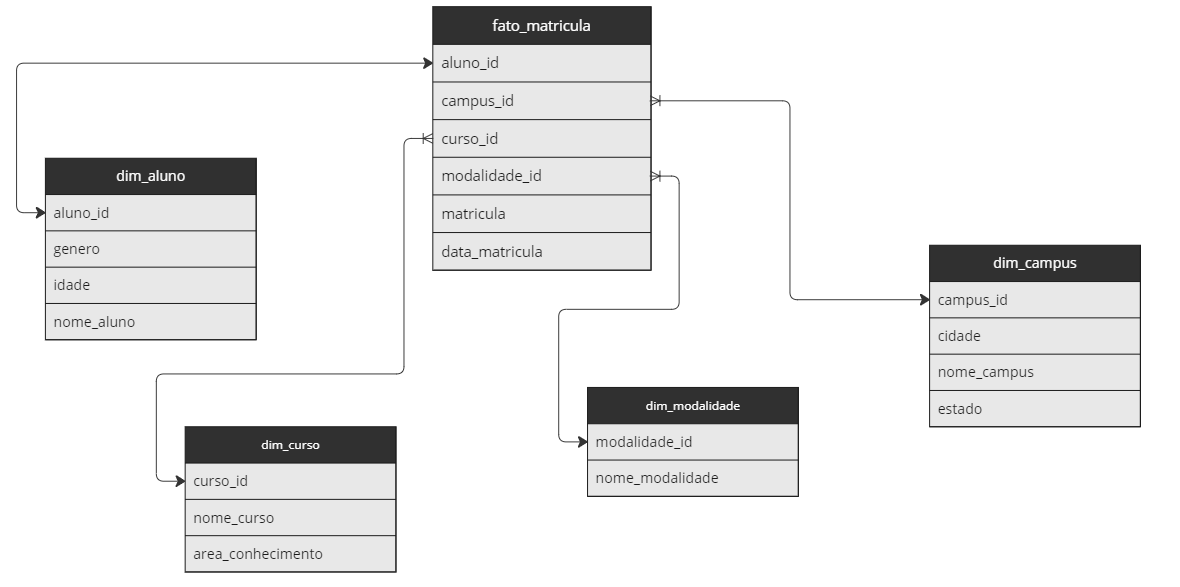 fato_matricula
aluno_id
campus_id
curso_id
modalidade_id
matricula
data_matricula
dim_aluno
aluno_id
genero
idade
nome_aluno
dim_curso
curso_id
nome_curso
area_conhecimento
dim_modalidade
modalidade_id
nome_modalidade
dim_campus
campus_id
cidade
nome_campus
estado